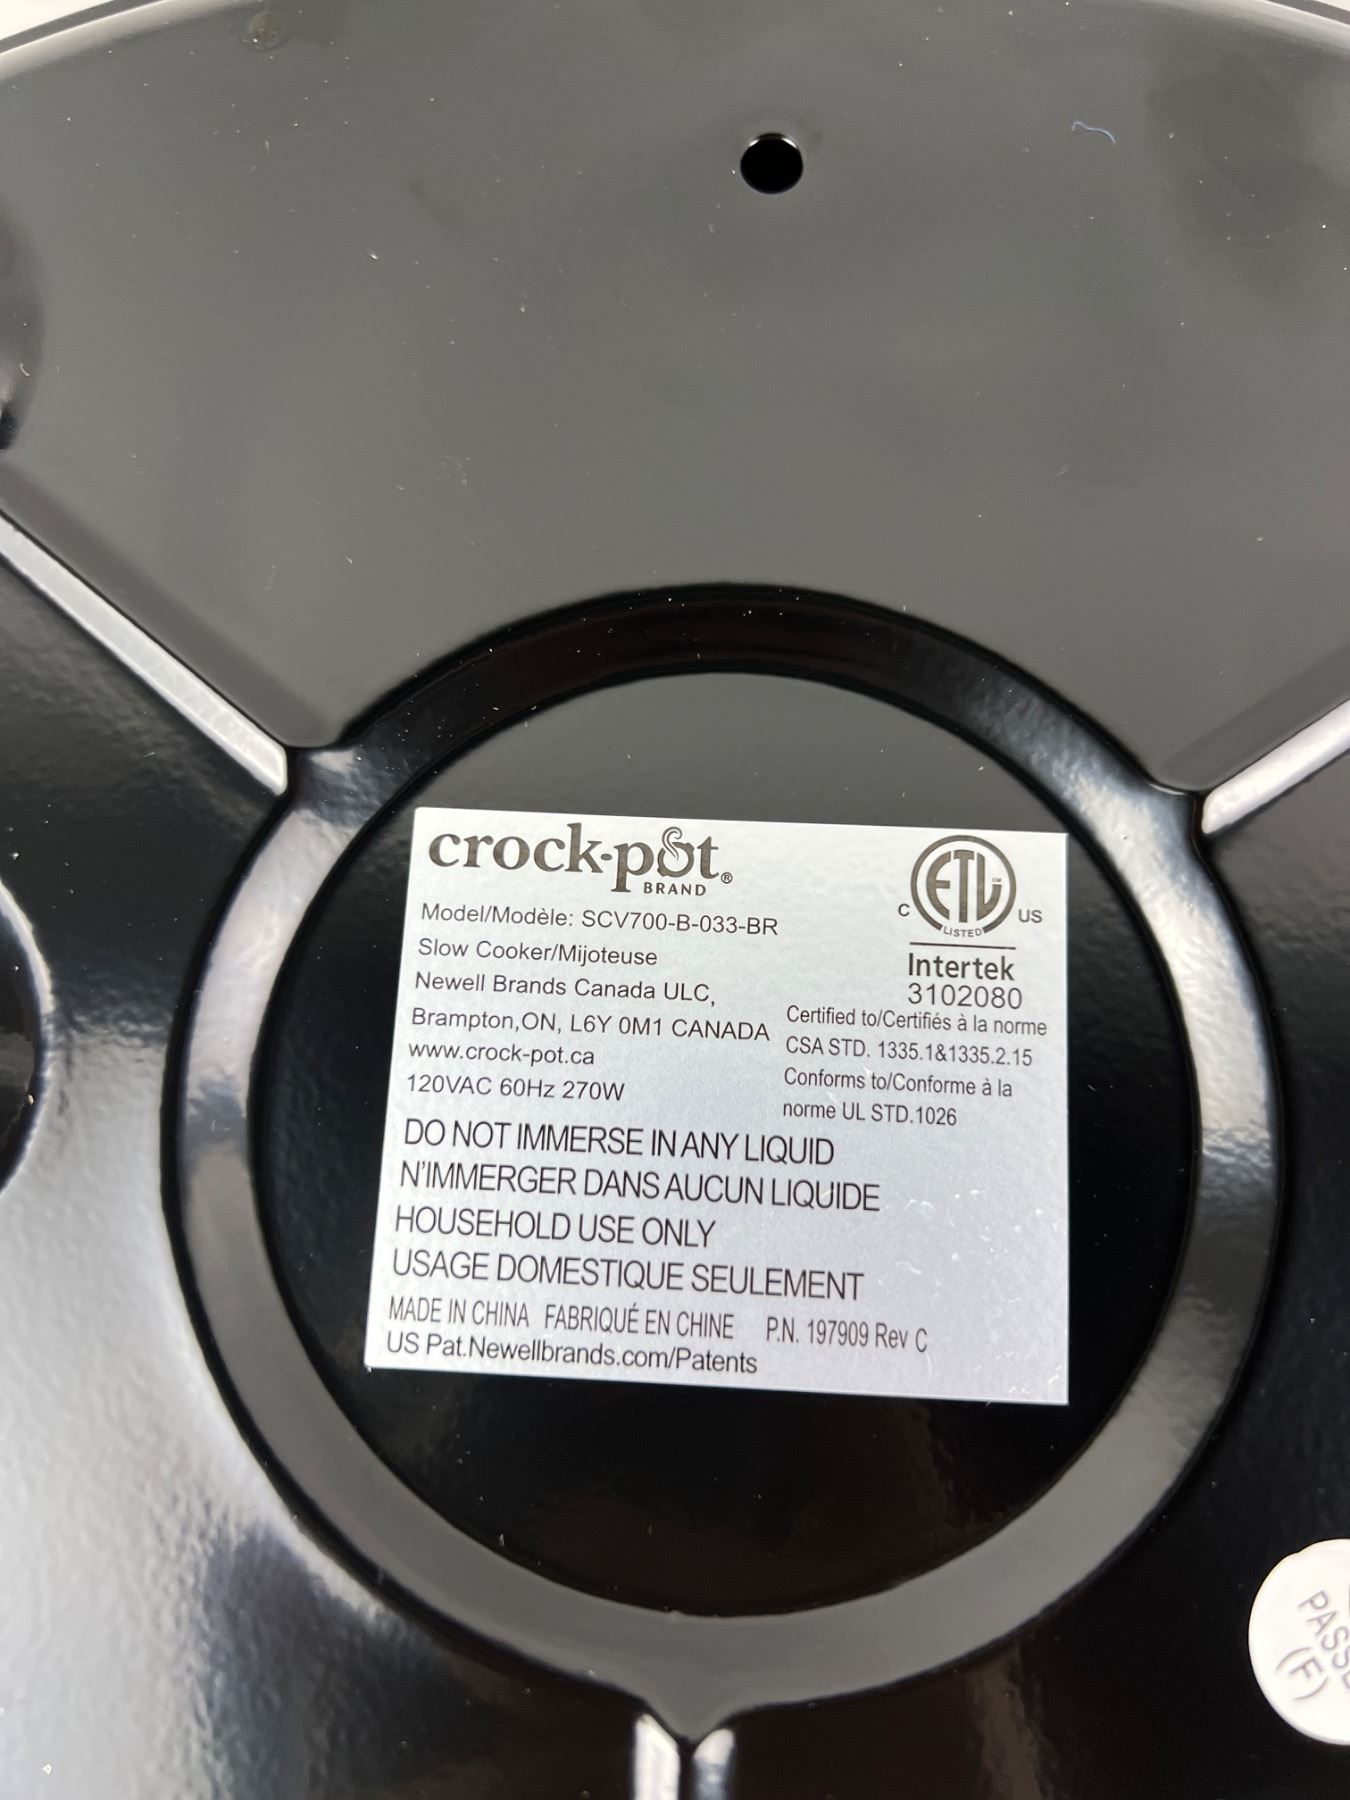 crock-pot®
BRAND
Model/Modèle: SCV700-B-033-BR
Slow Cooker/Mijoteuse
Newell Brands Canada ULC,
Brampton,ON, L6Y 0M1 CANADA
www.crock-pot.ca
120VAC 60Hz 270W
ETL CM
C US
LISTED
Intertek
3102080
Certified to/Certifiés à la norme
CSA STD. 1335.1&1335.2.15
Conforms to/Conforme à la
norme UL STD.1026
DO NOT IMMERSE IN ANY LIQUID
N'IMMERGER DANS AUCUN LIQUIDE
HOUSEHOLD USE ONLY
USAGE DOMESTIQUE SEULEMENT
MADE IN CHINA FABRIQUÉ EN CHINE P.N. 197909 Rev C
US Pat.Newellbrands.com/Patents
(F)